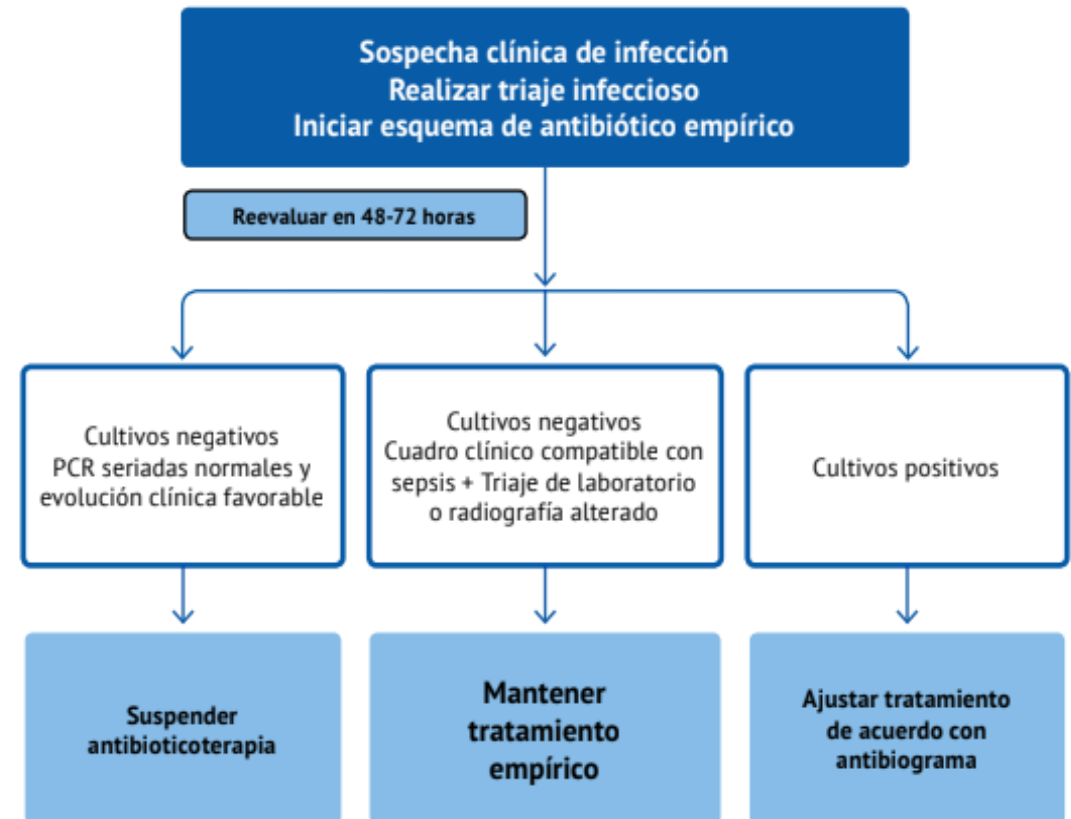 Sospecha clínica de infección
Realizar triaje infeccioso
Iniciar esquema de antibiótico empírico
Reevaluar en 48-72 horas
Cultivos negativos
PCR seriadas normales y
evolución clínica favorable
Cultivos negativos
Cuadro clínico compatible con
sepsis + Triaje de laboratorio
o radiografía alterado
Cultivos positivos
Suspender
antibioticoterapia
Mantener
tratamiento
empírico
Ajustar tratamiento
de acuerdo con
antibiograma